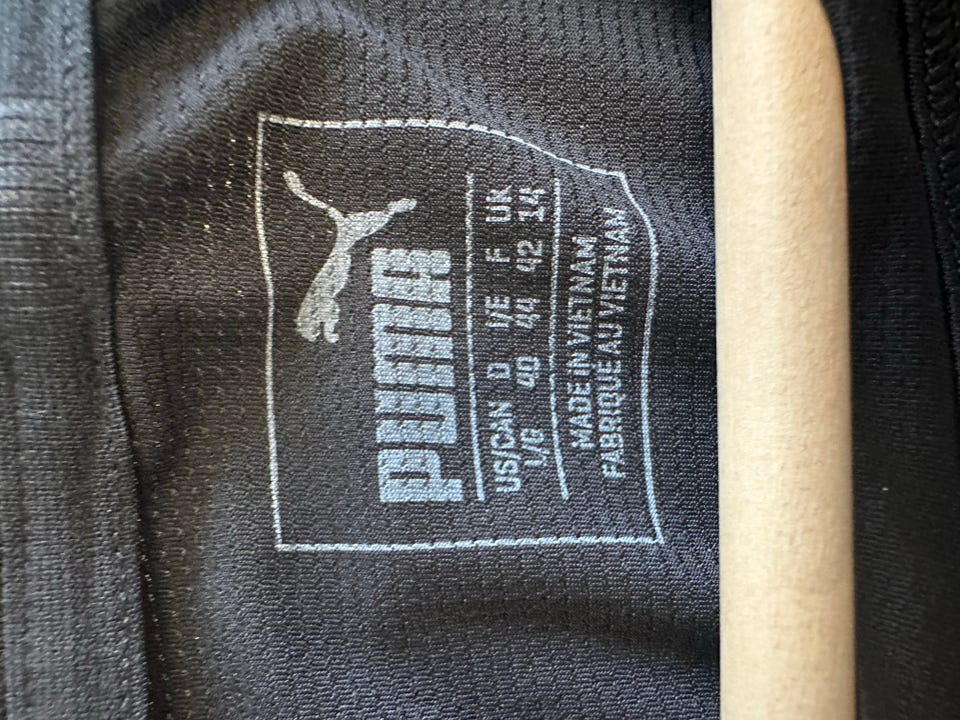 PUMA
US/CAN D I/E F UK
L/G 40 44 42 14
MADE IN VIETNAM
FABRIQUE AU VIETNAM